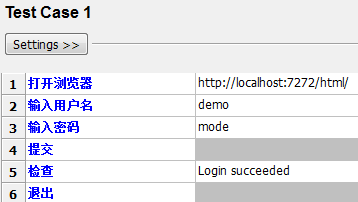 Test Case 1
Settings >>
1 打开浏览器 http://localhost:7272/html/
2 输入用户名 demo
3 输入密码 mode
4 提交
5 检查 Login succeeded
6 退出